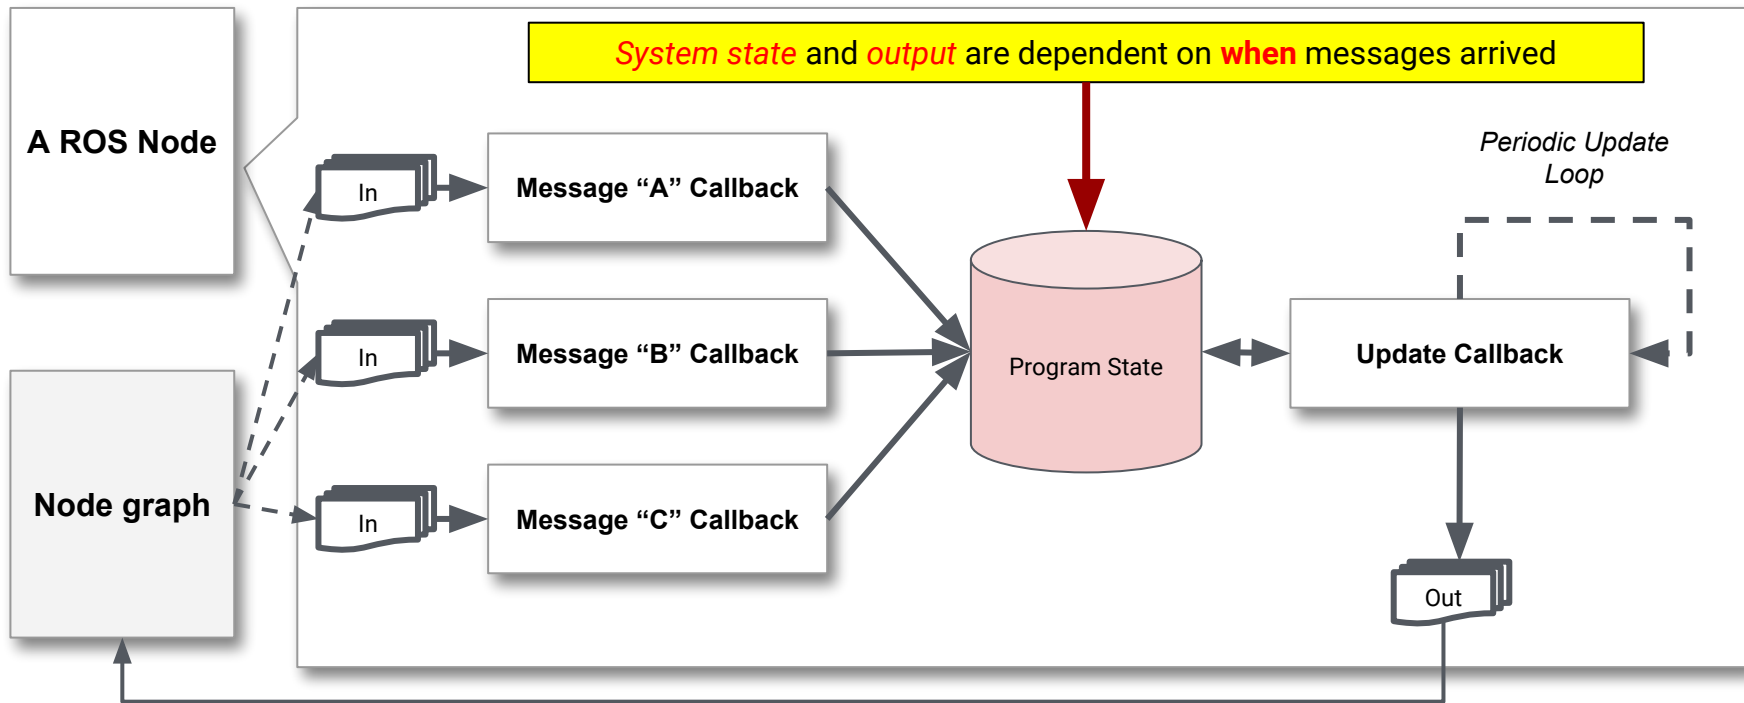 System state and output are dependent on when messages arrived
A ROS Node
Periodic Update
Loop
In
Message “A” Callback
In
Message “B” Callback
Program State
Update Callback
Node graph
In
Message “C” Callback
Out